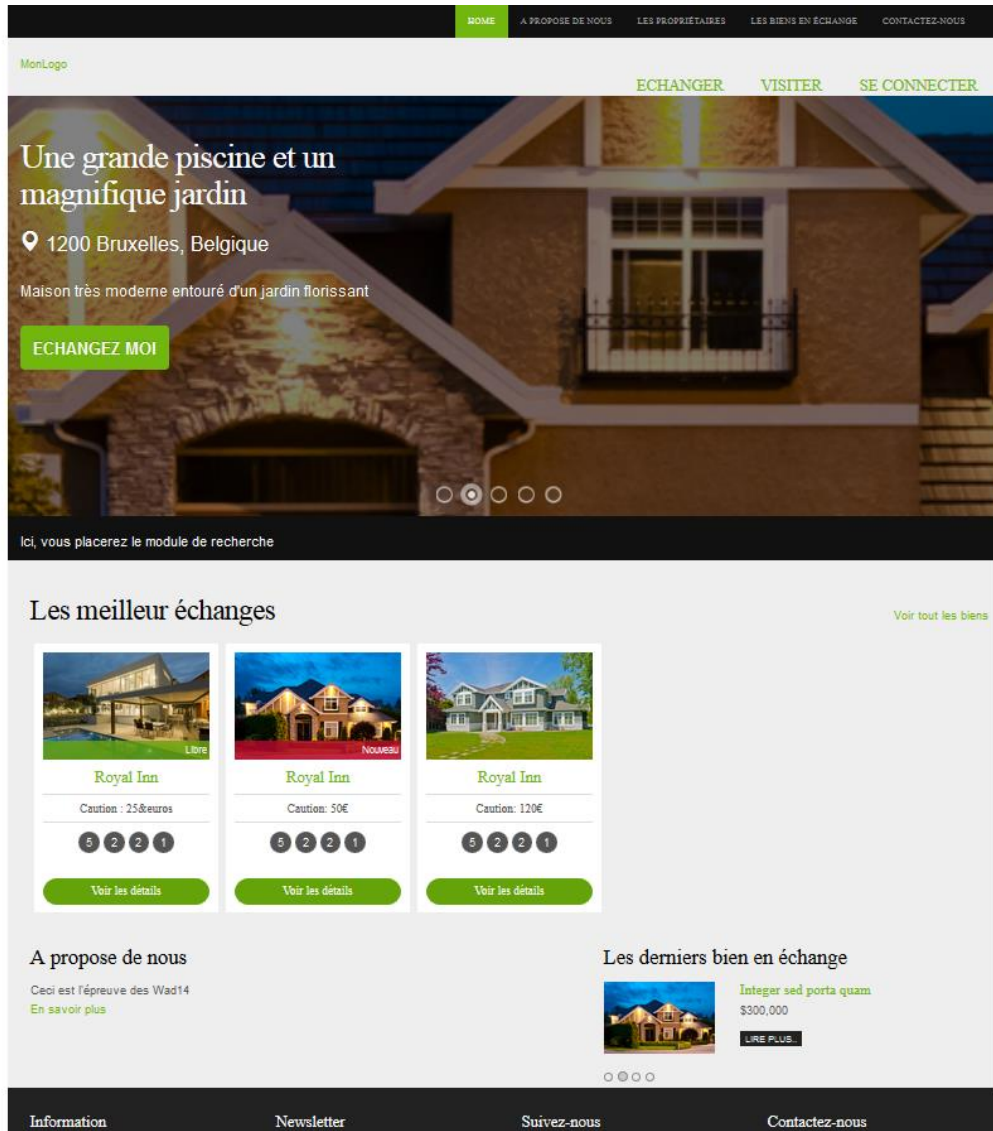 HOME A PROPOSE DE NOUS LES PROPRIÉTAIRES LES BIENS EN ÉCHANGE CONTACTEZ-NOUS
MonLogo
ECHANGER VISITER SE CONNECTER
Une grande piscine et un
magnifique jardin
1200 Bruxelles, Belgique
Maison très moderne entouré d'un jardin florissant
ECHANGEZ MOI
Ici, vous placerez le module de recherche
Les meilleur échanges
Voir tout les biens
Libre
Royal Inn
Caution : 25&euros
5 2 2 1
Voir les détails
Nouveau
Royal Inn
Caution: 50€
5 2 2 1
Voir les détails
Royal Inn
Caution: 120€
5 2 2 1
Voir les détails
A propose de nous
Ceci est l'épreuve des Wad14
En savoir plus
Les derniers bien en échange
Integer sed porta quam
$300,000
LIRE PLUS..
Information Newsletter Suivez-nous Contactez-nous